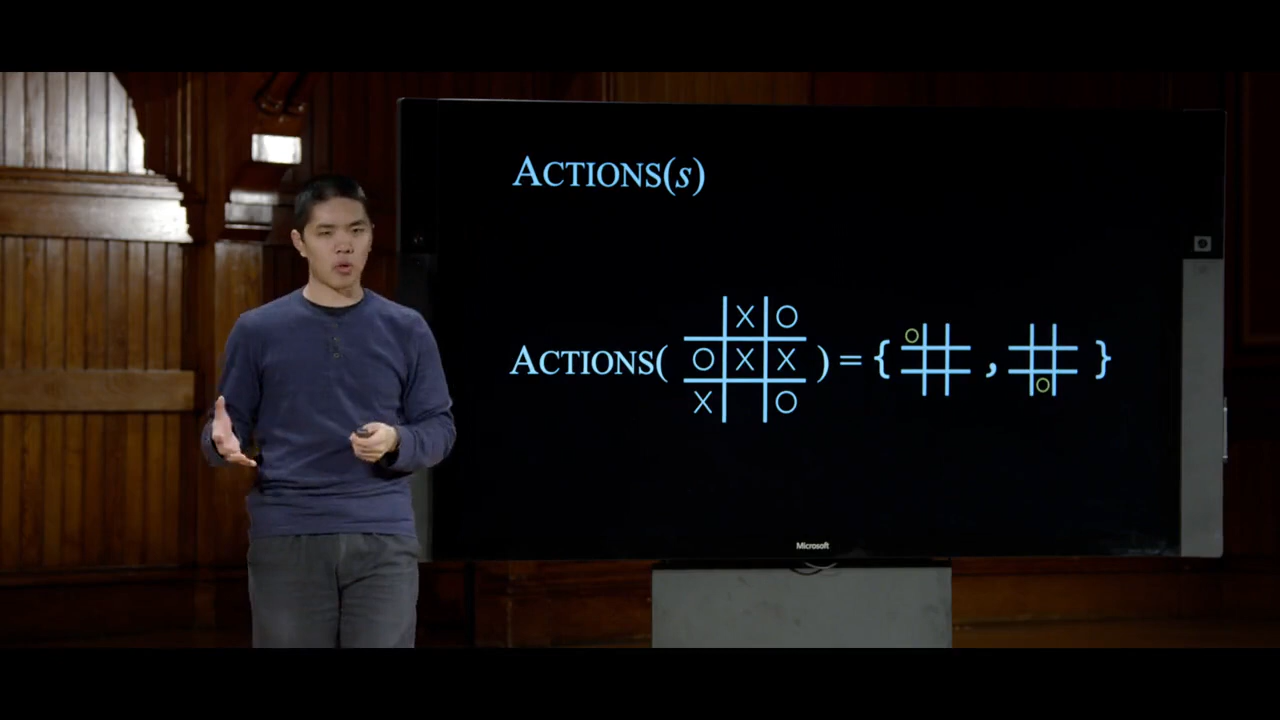 ACTIONS(s)
X O
ACTIONS( O X X ) = { O , O }
X O
Microsoft